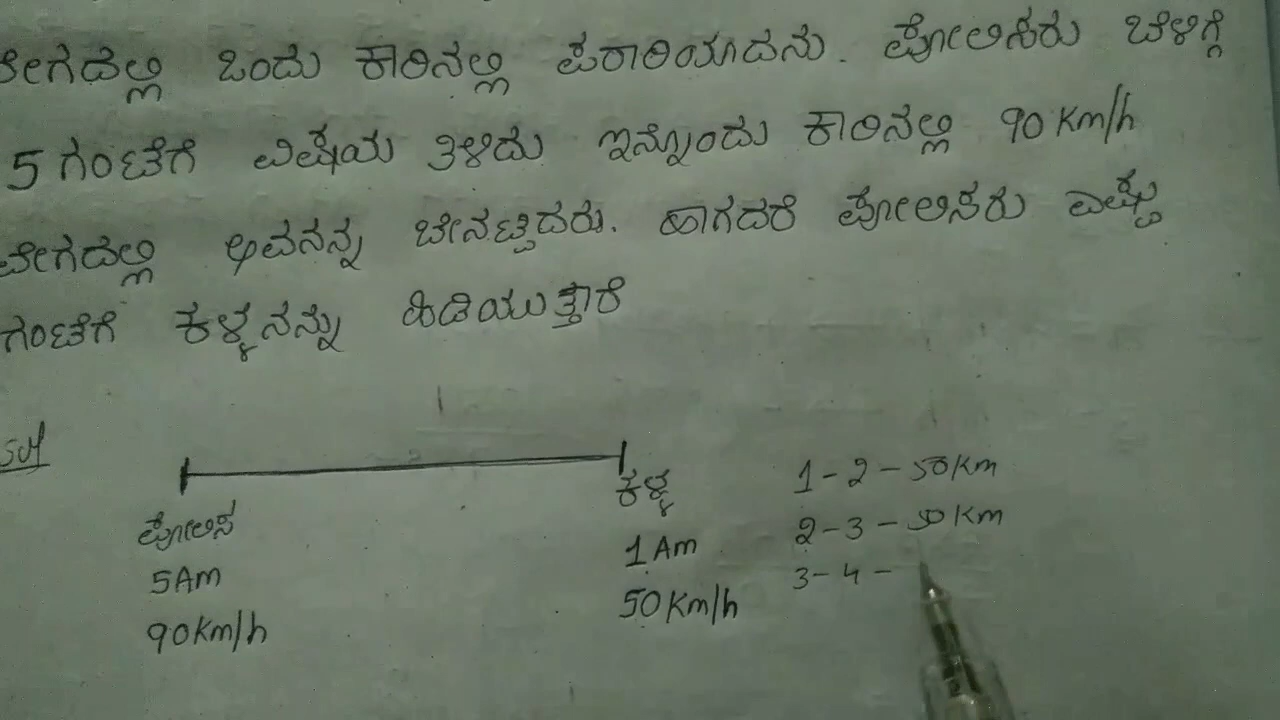 ವೇಗದಲ್ಲಿ ಒಂದು ಕಾರಿನಲ್ಲಿ ಪರಾರಿಯಾದನು. ಪೋಲಿಸರು ಬೆಳಿಗ್ಗೆ
5 ಗಂಟೆಗೆ ವಿಷಯ ತಿಳಿದು ಇನ್ನೊಂದು ಕಾರಿನಲ್ಲಿ 90 Km/h
ವೇಗದಲ್ಲಿ ಅವನನ್ನು ಬೇನಟ್ಟಿದರು. ಹಾಗದರೆ ಪೋಲಿಸರು ಎಷ್ಟು
ಗಂಟೆಗೆ ಕಳ್ಳನನ್ನು ಹಿಡಿಯುತ್ತಾರೆ
Sol
ಪೋಲಿಸ ಕಳ್ಳ 1-2-50Km
5Am 1Am 2-3-50Km
90Km/h 50Km/h 3-4-